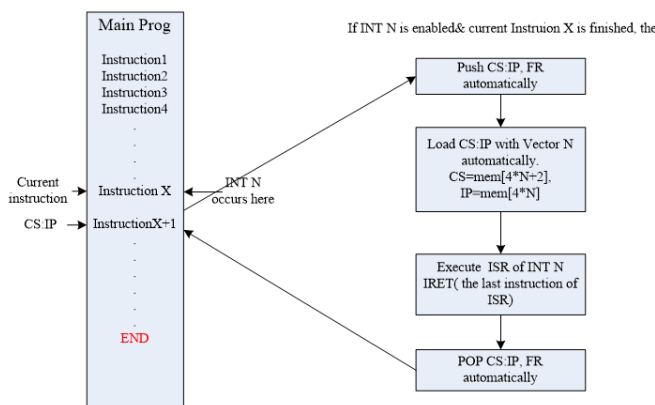 Main Prog
Instruction1
Instruction2
Instruction3
Instruction4
.
.
.
.
Current
instruction
Instruction X
INT N
occurs here
CS:IP
InstructionX+1
.
.
.
.
.
.
END
If INT N is enabled& current Instruion X is finished, the
Push CS:IP, FR
automatically
Load CS:IP with Vector N
automatically.
CS=mem[4*N+2],
IP=mem[4*N]
Execute ISR of INT N
IRET( the last instruction of
ISR)
POP CS:IP, FR
automatically